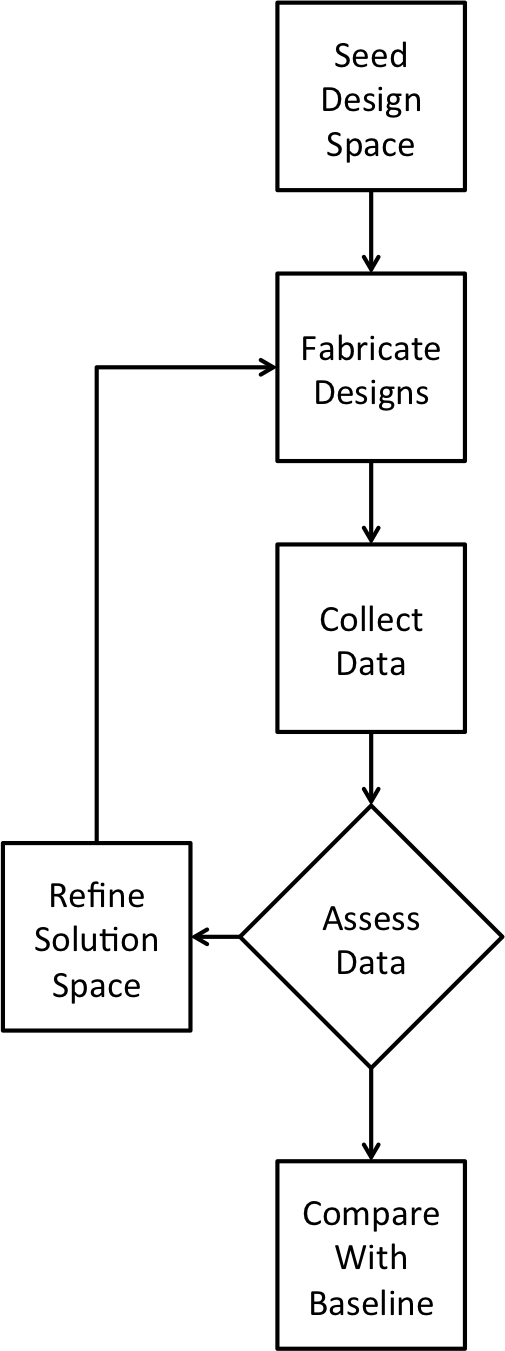 Seed
Design
Space
Fabricate
Designs
Collect
Data
Assess
Data
Refine
Solution
Space
Compare
With
Baseline